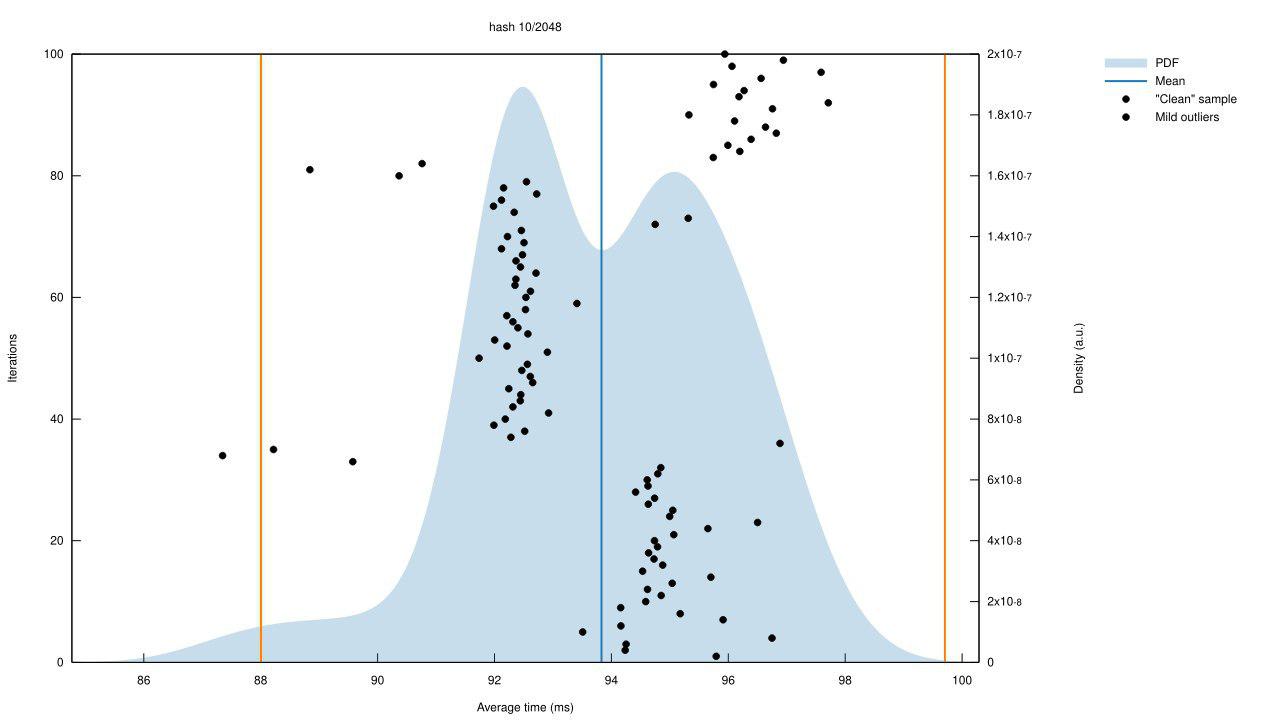 hash 10/2048
100
80
60
40
20
0
Iterations
86
88
90
92
94
96
98
100
Average time (ms)
2x10-7
1.8x10-7
1.6x10-7
1.4x10-7
1.2x10-7
1x10-7
8x10-8
6x10-8
4x10-8
2x10-8
0
Density (a.u.)
PDF
Mean
"Clean" sample
Mild outliers